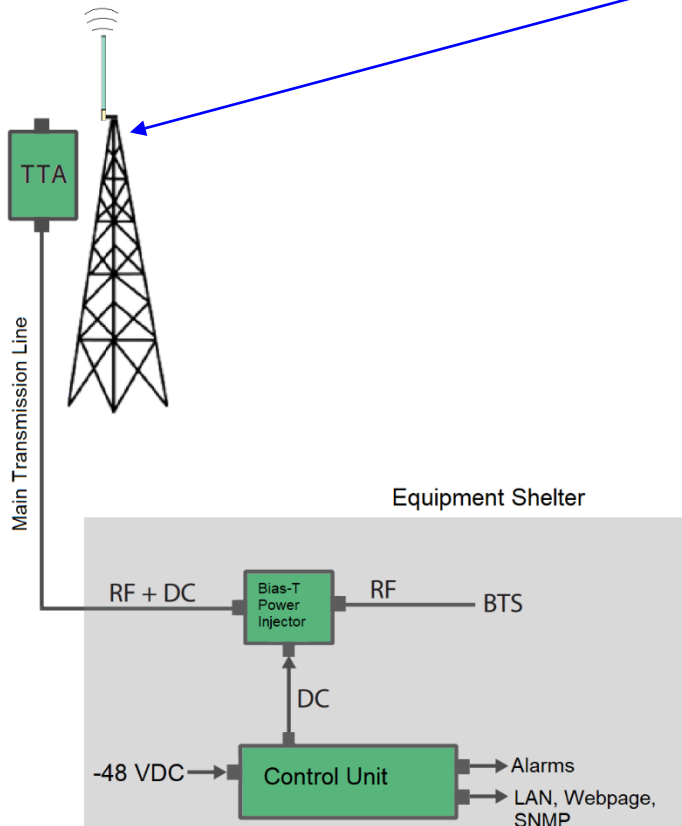 TTA
Main Transmission Line
Equipment Shelter
RF + DC
Bias-T
Power
Injector
RF
BTS
DC
-48 VDC
Control Unit
Alarms
LAN, Webpage,
SNMP